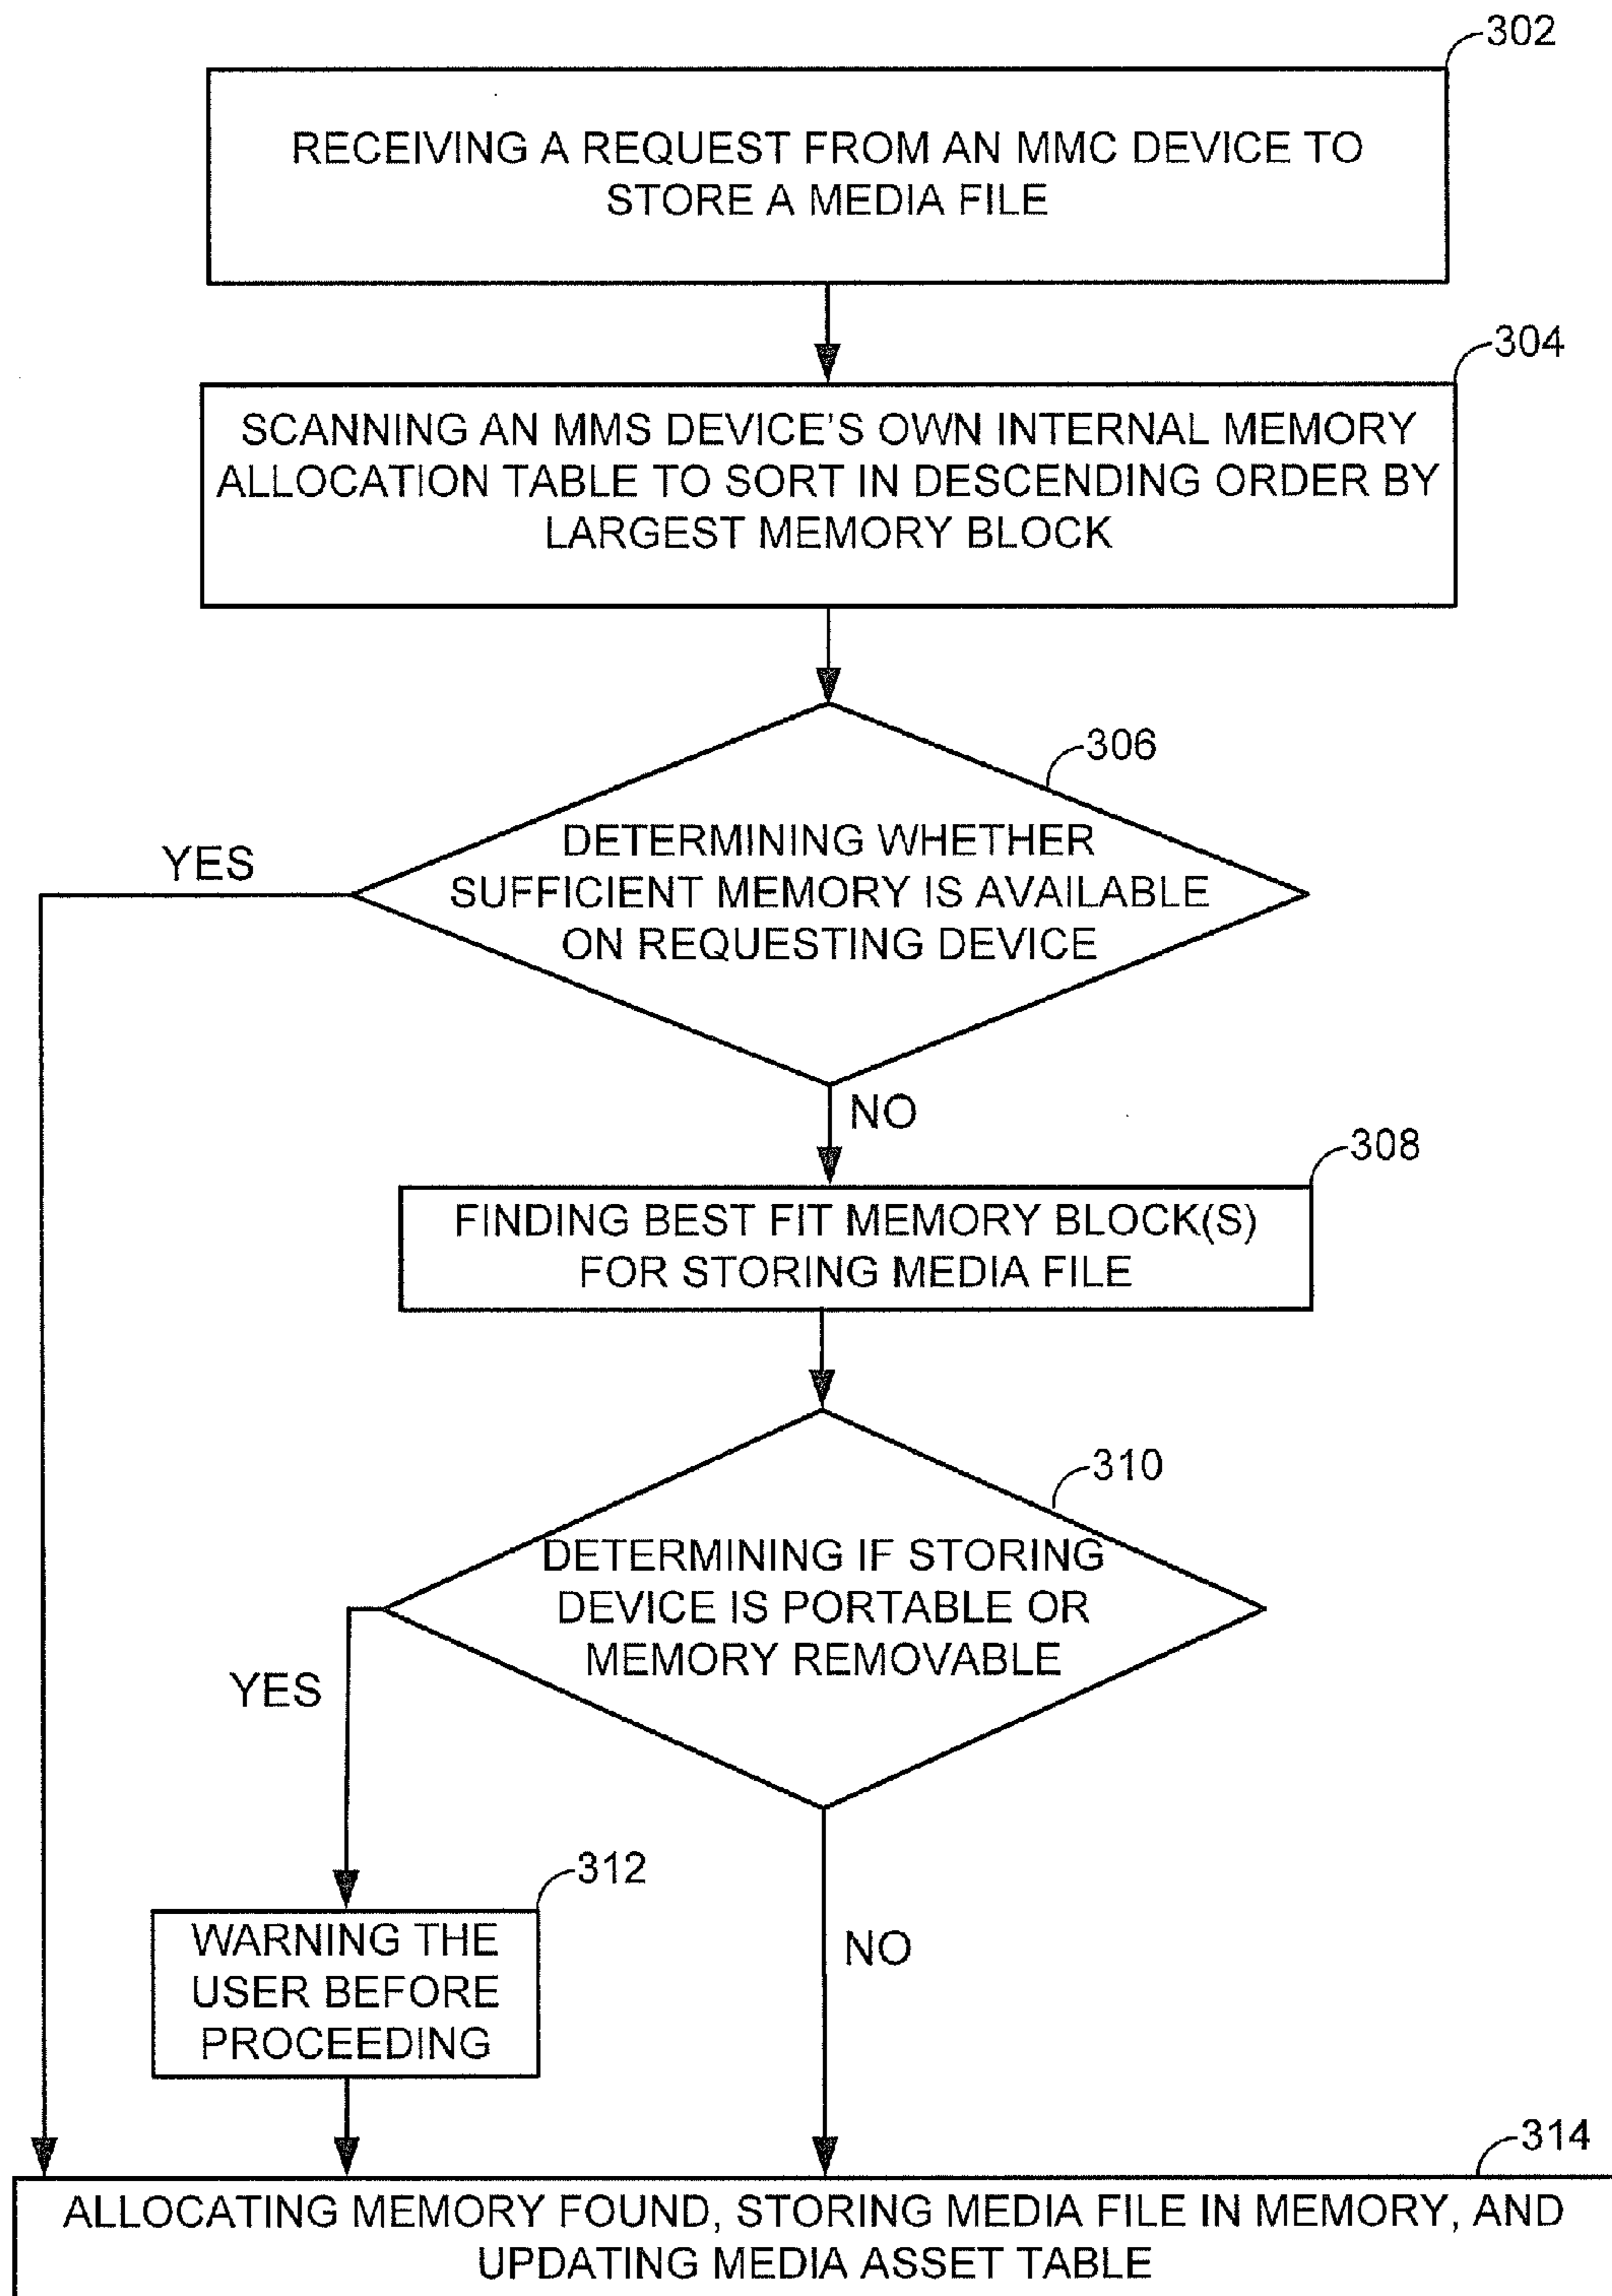 302
RECEIVING A REQUEST FROM AN MMC DEVICE TO
STORE A MEDIA FILE
304
SCANNING AN MMS DEVICE'S OWN INTERNAL MEMORY
ALLOCATION TABLE TO SORT IN DESCENDING ORDER BY
LARGEST MEMORY BLOCK
306
DETERMINING WHETHER
SUFFICIENT MEMORY IS AVAILABLE
ON REQUESTING DEVICE
YES
NO
308
FINDING BEST FIT MEMORY BLOCK(S)
FOR STORING MEDIA FILE
310
DETERMINING IF STORING
DEVICE IS PORTABLE OR
MEMORY REMOVABLE
YES
312
WARNING THE
USER BEFORE
PROCEEDING
NO
314
ALLOCATING MEMORY FOUND, STORING MEDIA FILE IN MEMORY, AND
UPDATING MEDIA ASSET TABLE